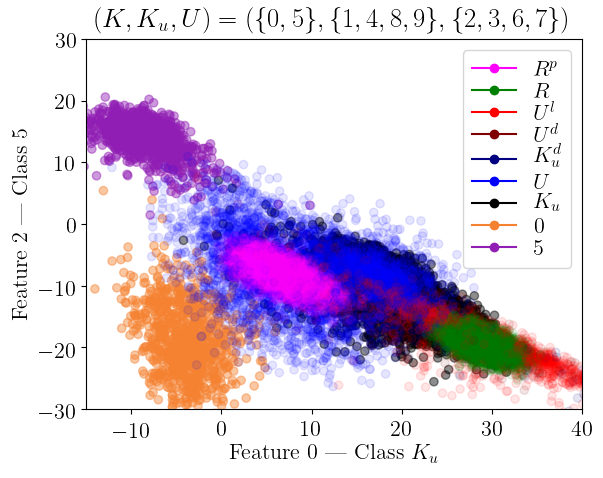 (K, K_u, U) = ({0, 5}, {1, 4, 8, 9}, {2, 3, 6, 7})
30
20
10
0
−10
−20
−30
Feature 2 — Class 5
R^p
R
U^l
U^d
K_u^d
U
K_u
0
5
−10
0
10
20
30
40
Feature 0 — Class K_u